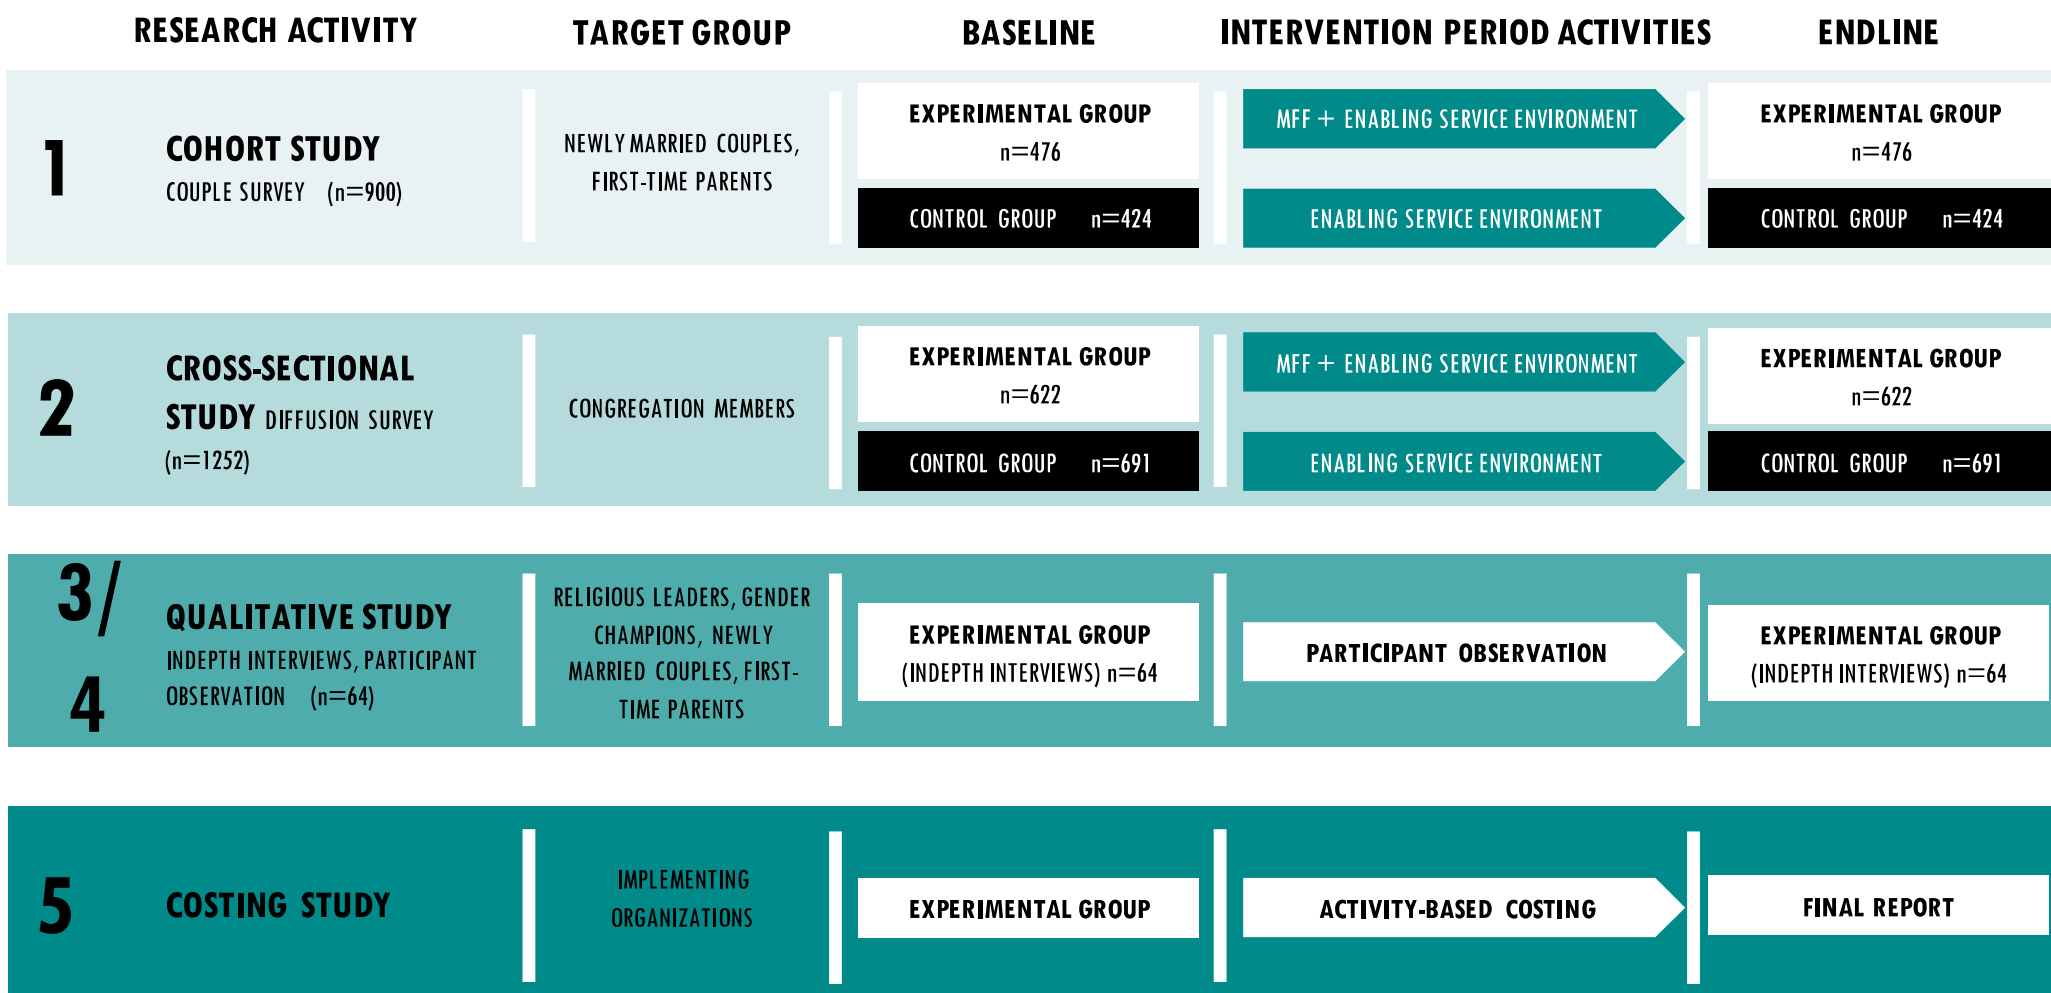 RESEARCH ACTIVITY
TARGET GROUP
BASELINE
INTERVENTION PERIOD ACTIVITIES
ENDLINE
1
COHORT STUDY
COUPLE SURVEY (n=900)
NEWLY MARRIED COUPLES,
FIRST-TIME PARENTS
EXPERIMENTAL GROUP
n=476
CONTROL GROUP n=424
MFF + ENABLING SERVICE ENVIRONMENT
ENABLING SERVICE ENVIRONMENT
EXPERIMENTAL GROUP
n=476
CONTROL GROUP n=424
2
CROSS-SECTIONAL
STUDY DIFFUSION SURVEY
(n=1252)
CONGREGATION MEMBERS
EXPERIMENTAL GROUP
n=622
CONTROL GROUP n=691
MFF + ENABLING SERVICE ENVIRONMENT
ENABLING SERVICE ENVIRONMENT
EXPERIMENTAL GROUP
n=622
CONTROL GROUP n=691
3/
4
QUALITATIVE STUDY
INDEPTH INTERVIEWS, PARTICIPANT
OBSERVATION (n=64)
RELIGIOUS LEADERS, GENDER
CHAMPIONS, NEWLY
MARRIED COUPLES, FIRST-
TIME PARENTS
EXPERIMENTAL GROUP
(INDEPTH INTERVIEWS) n=64
PARTICIPANT OBSERVATION
EXPERIMENTAL GROUP
(INDEPTH INTERVIEWS) n=64
5
COSTING STUDY
IMPLEMENTING
ORGANIZATIONS
EXPERIMENTAL GROUP
ACTIVITY-BASED COSTING
FINAL REPORT